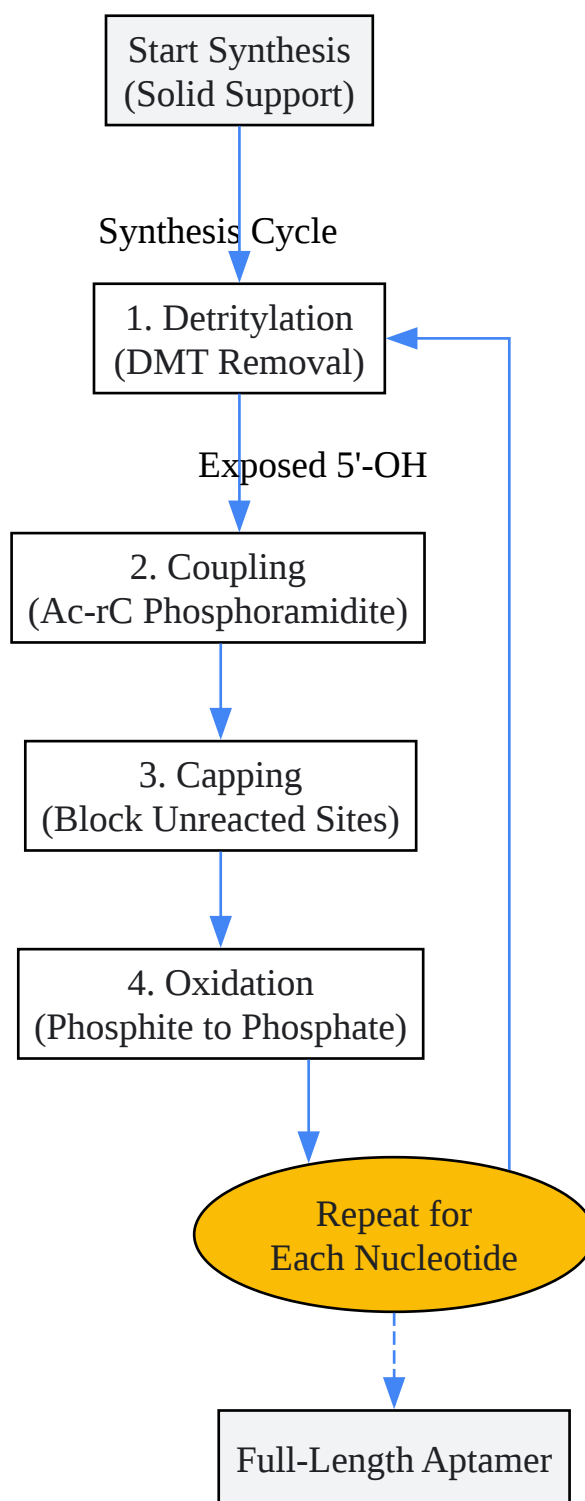 Start Synthesis
(Solid Support)
Synthesis Cycle
1. Detritylation
(DMT Removal)
Exposed 5'-OH
2. Coupling
(Ac-rC Phosphoramidite)
3. Capping
(Block Unreacted Sites)
4. Oxidation
(Phosphite to Phosphate)
Repeat for
Each Nucleotide
Full-Length Aptamer